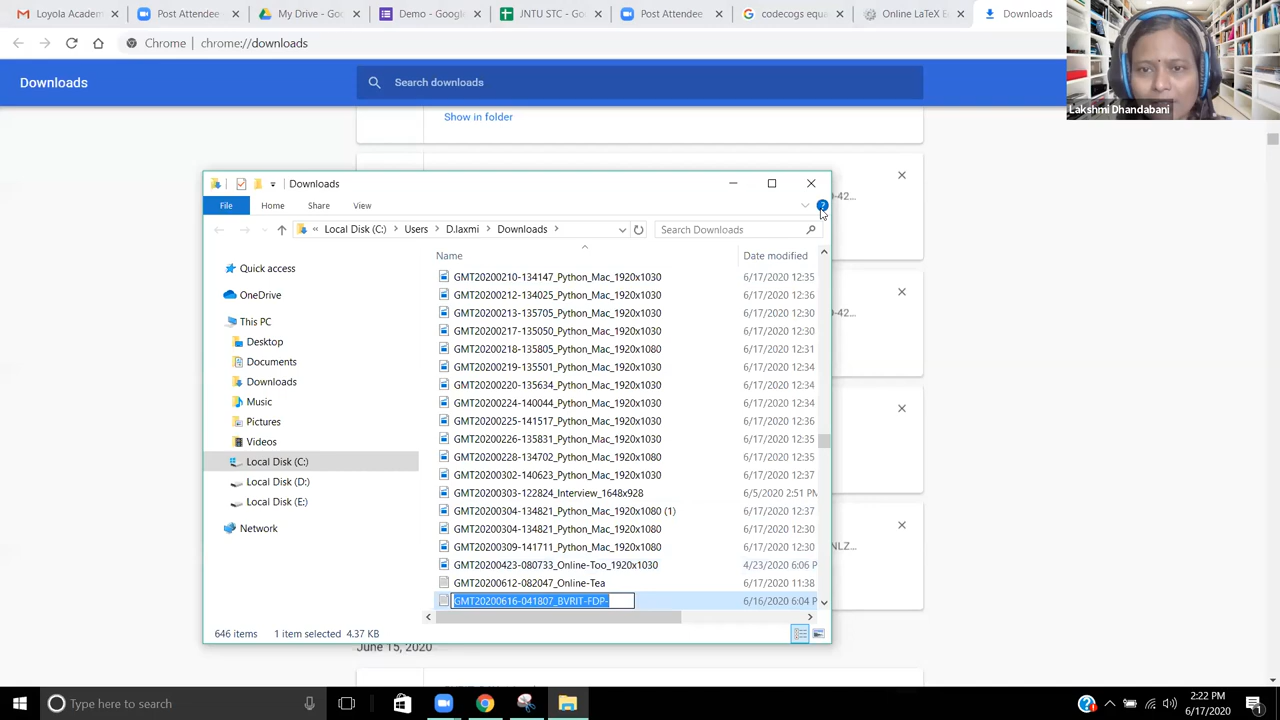 Loyola Academ
Post Attendee
My Drive - Goo
Demo - Google
JNTU STC
Post Attendee
codecogs equ
Online LaTeX E
Downloads
Chrome
chrome://downloads
Downloads
Search downloads
Lakshmi Dhandabani
Show in folder
Downloads
File
Home
Share
View
Local Disk (C:)
Users
D.laxmi
Downloads
Search Downloads
Name
Date modified
Quick access
OneDrive
This PC
Desktop
Documents
Downloads
Music
Pictures
Videos
Local Disk (C:)
Local Disk (D:)
Local Disk (E:)
Network
GMT20200210-134147_Python_Mac_1920x1030 6/17/2020 12:35
GMT20200212-134025_Python_Mac_1920x1030 6/17/2020 12:36
GMT20200213-135705_Python_Mac_1920x1030 6/17/2020 12:30
GMT20200217-135050_Python_Mac_1920x1030 6/17/2020 12:30
GMT20200218-135805_Python_Mac_1920x1080 6/17/2020 12:31
GMT20200219-135501_Python_Mac_1920x1030 6/17/2020 12:34
GMT20200220-135634_Python_Mac_1920x1030 6/17/2020 12:34
GMT20200224-140044_Python_Mac_1920x1030 6/17/2020 12:34
GMT20200225-141517_Python_Mac_1920x1030 6/17/2020 12:36
GMT20200226-135831_Python_Mac_1920x1030 6/17/2020 12:35
GMT20200228-134702_Python_Mac_1920x1080 6/17/2020 12:35
GMT20200302-140623_Python_Mac_1920x1030 6/17/2020 12:37
GMT20200303-122824_Interview_1648x928 6/5/2020 2:51 PM
GMT20200304-134821_Python_Mac_1920x1080 (1) 6/17/2020 12:37
GMT20200304-134821_Python_Mac_1920x1080 6/17/2020 12:30
GMT20200309-141711_Python_Mac_1920x1080 6/17/2020 12:30
GMT20200423-080733_Online-Too_1920x1030 4/23/2020 6:06 P
GMT20200612-082047_Online-Tea 6/17/2020 11:38
GMT20200616-041807_BVRIT-FDP- 6/16/2020 6:04 P
646 items
1 item selected 4.37 KB
June 15, 2020
Type here to search
2:22 PM
6/17/2020